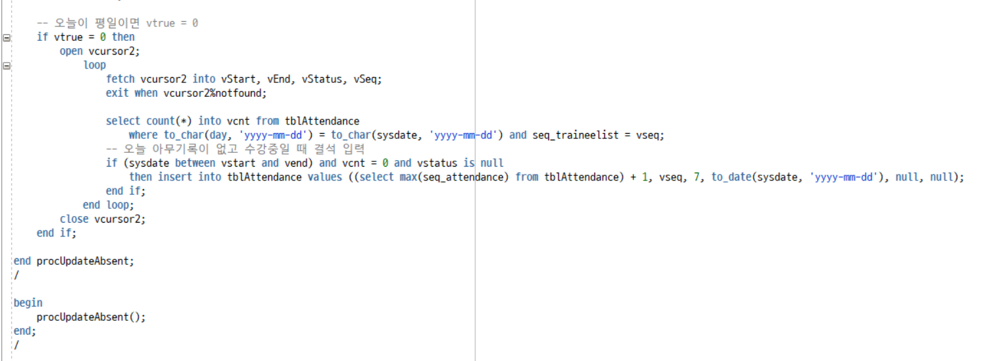 -- 오늘이 평일이면 vtrue = 0
if vtrue = 0 then
open vcursor2;
loop
fetch vcursor2 into vStart, vEnd, vStatus, vSeq;
exit when vcursor2%notfound;
select count(*) into vcnt from tblAttendance
where to_char(day, 'yyyy-mm-dd') = to_char(sysdate, 'yyyy-mm-dd') and seq_traineelist = vseq;
-- 오늘 아무기록이 없고 수강중일 때 결석 입력
if (sysdate between vstart and vend) and vcnt = 0 and vstatus is null
then insert into tblAttendance values ((select max(seq_attendance) from tblAttendance) + 1, vseq, 7, to_date(sysdate, 'yyyy-mm-dd'), null, null);
end if;
end loop;
close vcursor2;
end if;
end procUpdateAbsent;
/
begin
procUpdateAbsent();
end;
/